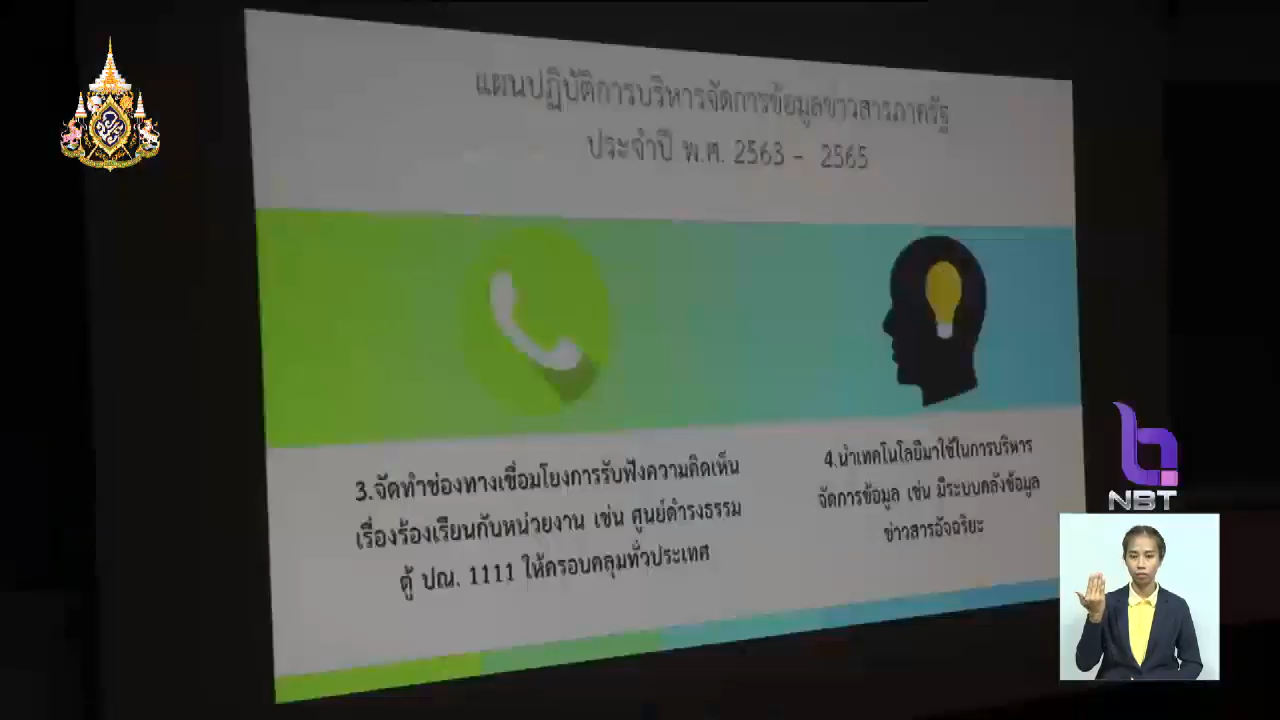 แผนปฏิบัติการบริหารจัดการข้อมูลข่าวสารภาครัฐ
ประจำปี พ.ศ. 2563 - 2565
3.จัดทำช่องทางเชื่อมโยงการรับฟังความคิดเห็น
เรื่องร้องเรียนกับหน่วยงาน เช่น ศูนย์ดำรงธรรม
ตู้ ปณ. 1111 ให้ครอบคลุมทั่วประเทศ
4.นำเทคโนโลยีมาใช้ในการบริหาร
จัดการข้อมูล เช่น มีระบบคลังข้อมูล
ข่าวสารอัจฉริยะ
NBT